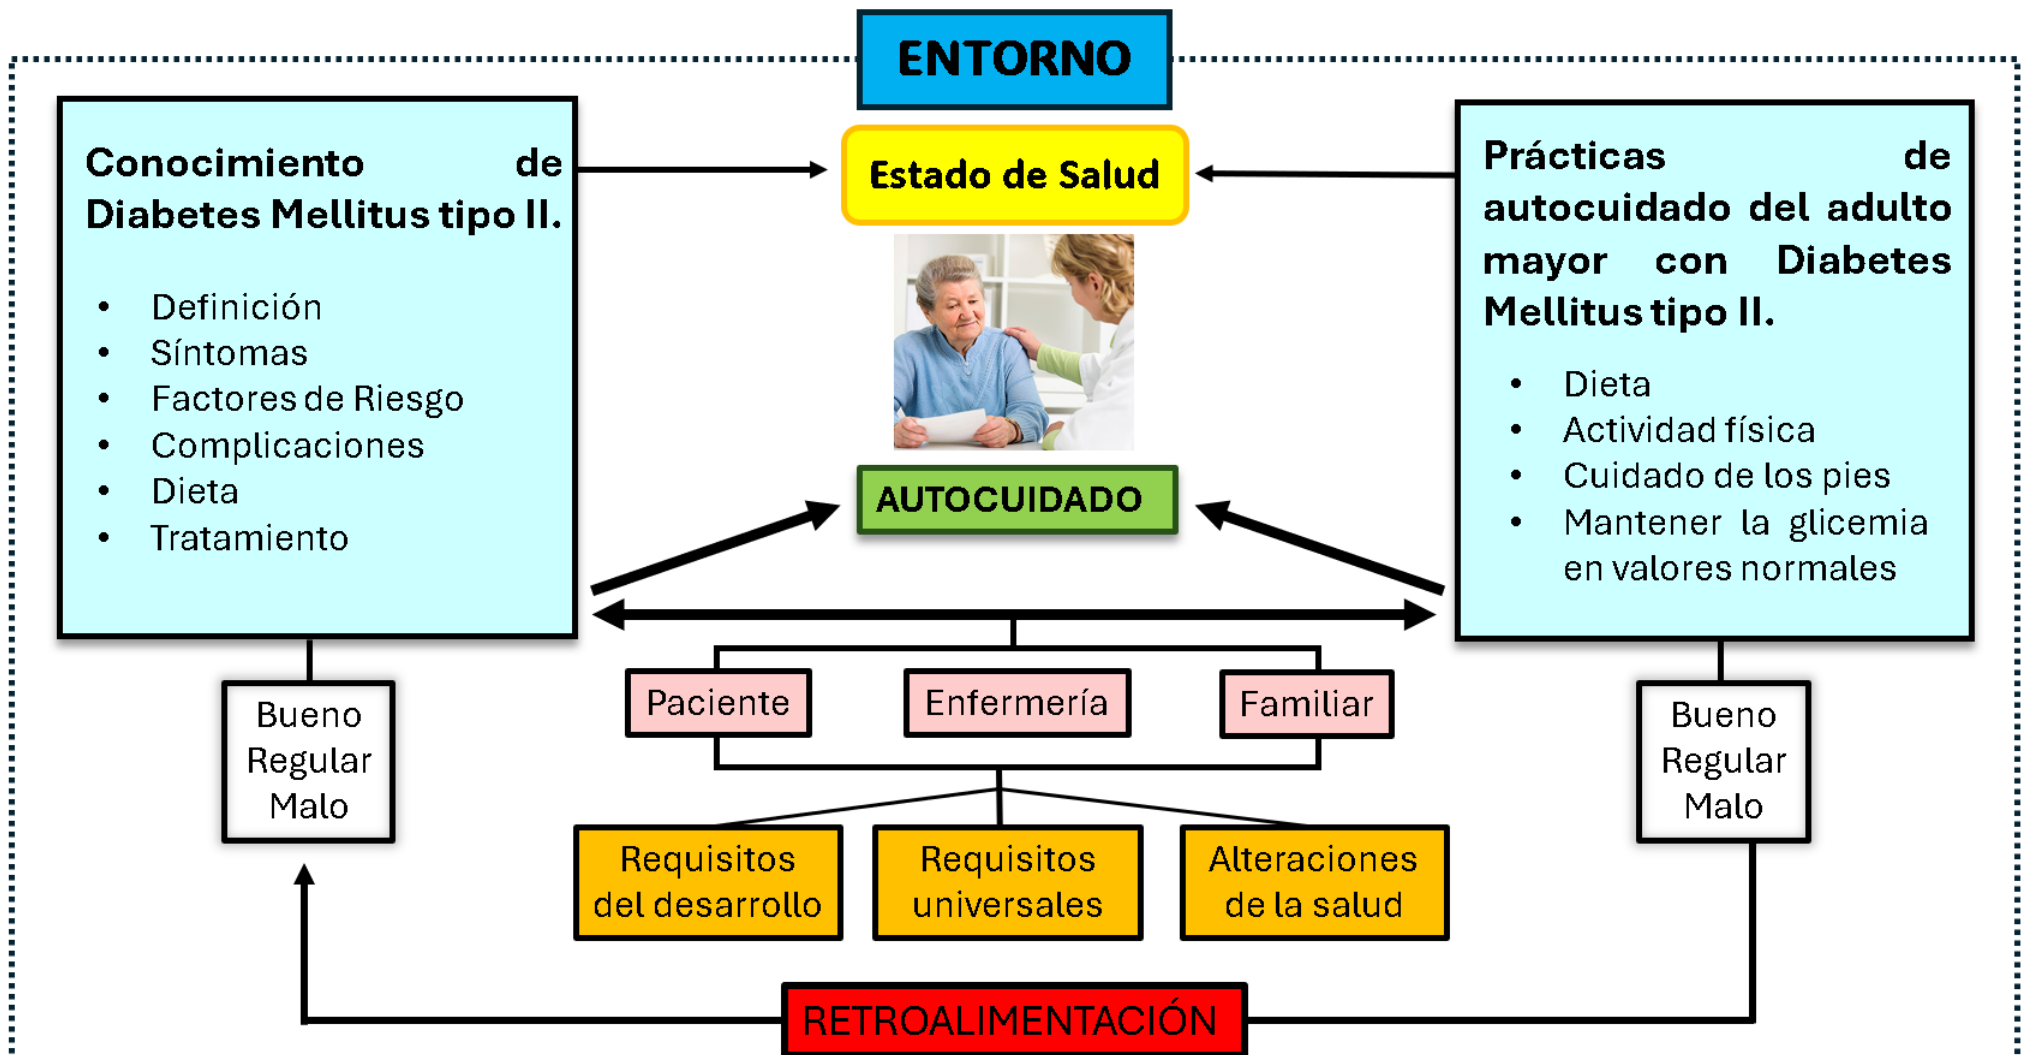 ENTORNO
Conocimiento de
Diabetes Mellitus tipo II.
• Definición
• Síntomas
• Factores de Riesgo
• Complicaciones
• Dieta
• Tratamiento
Estado de Salud
Prácticas de
autocuidado del adulto
mayor con Diabetes
Mellitus tipo II.
• Dieta
• Actividad física
• Cuidado de los pies
• Mantener la glicemia
en valores normales
AUTOCUIDADO
Paciente
Enfermería
Familiar
Bueno
Regular
Malo
Bueno
Regular
Malo
Requisitos
del desarrollo
Requisitos
universales
Alteraciones
de la salud
RETROALIMENTACIÓN